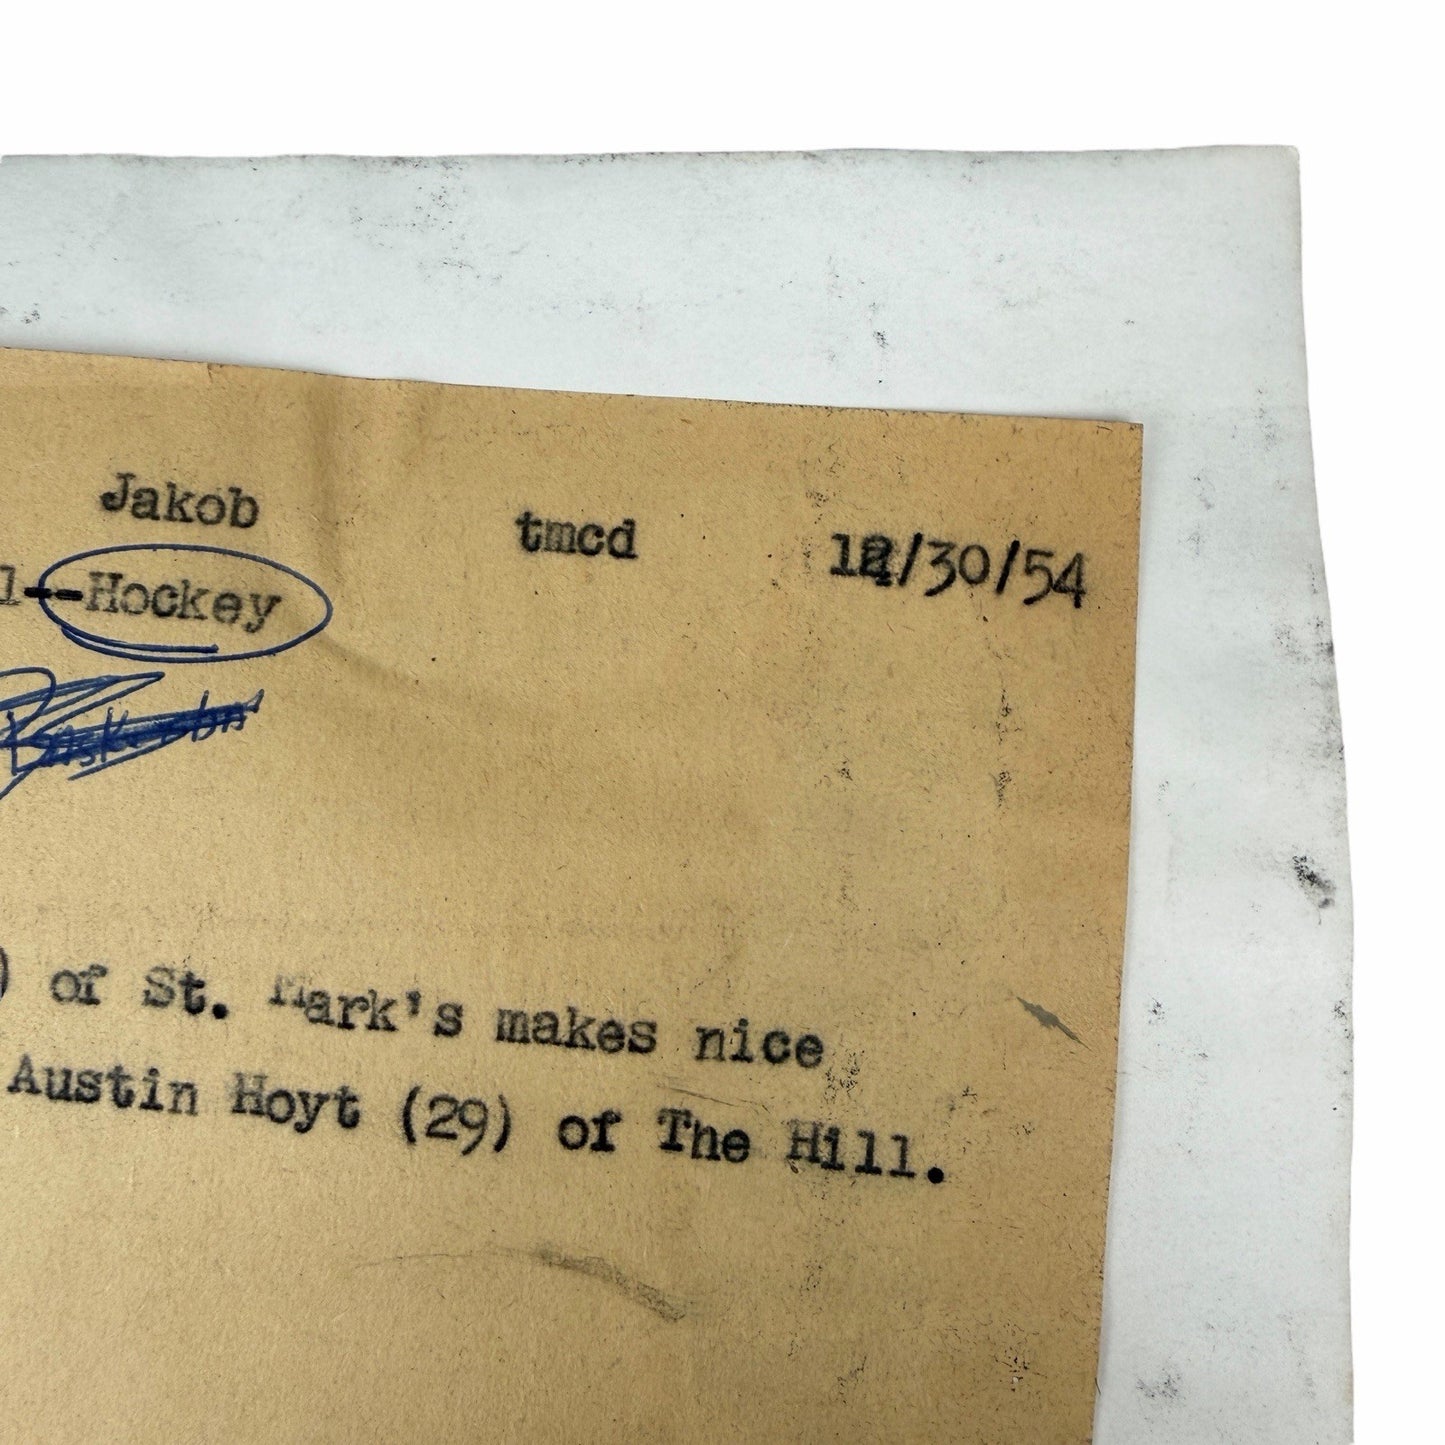 Jakob tmcd 12/30/54
l--Hockey
) of St. Mark's makes nice
Austin Hoyt (29) of The Hill.